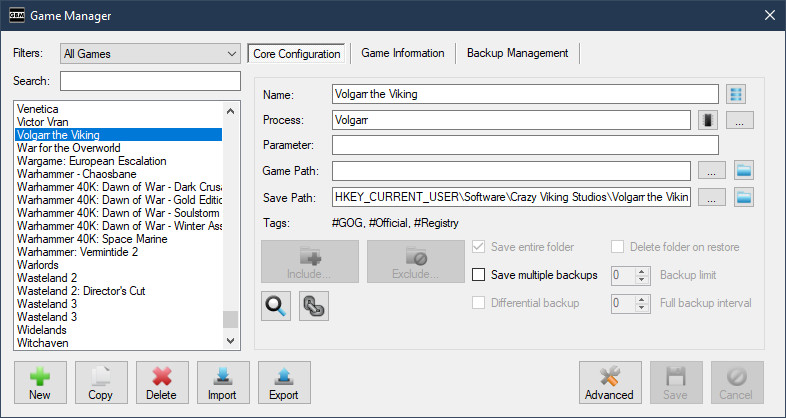 GBM Game Manager
Filters: All Games
Core Configuration Game Information Backup Management
Search:
Venetica
Victor Vran
Volgarr the Viking
War for the Overworld
Wargame: European Escalation
Warhammer - Chaosbane
Warhammer 40K: Dawn of War - Dark Crusa
Warhammer 40K: Dawn of War - Gold Editio
Warhammer 40K: Dawn of War - Soulstorm
Warhammer 40K: Dawn of War - Winter Ass
Warhammer 40K: Space Marine
Warhammer: Vermintide 2
Warlords
Wasteland 2
Wasteland 2: Director's Cut
Wasteland 3
Wasteland 3
Widelands
Witchaven
Name: Volgarr the Viking
Process: Volgarr ...
Parameter:
Game Path: ...
Save Path: HKEY_CURRENT_USER\Software\Crazy Viking Studios\Volgarr the Vikin ...
Tags: #GOG, #Official, #Registry
Include... Exclude...
Save entire folder Delete folder on restore
Save multiple backups 0 Backup limit
Differential backup 0 Full backup interval
New Copy Delete Import Export Advanced Save Cancel